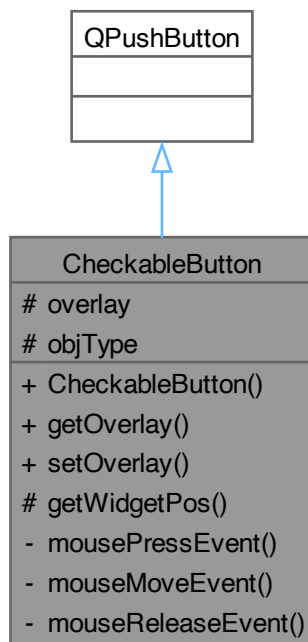 QPushButton
CheckableButton
# overlay
# objType
+ CheckableButton()
+ getOverlay()
+ setOverlay()
# getWidgetPos()
- mousePressEvent()
- mouseMoveEvent()
- mouseReleaseEvent()